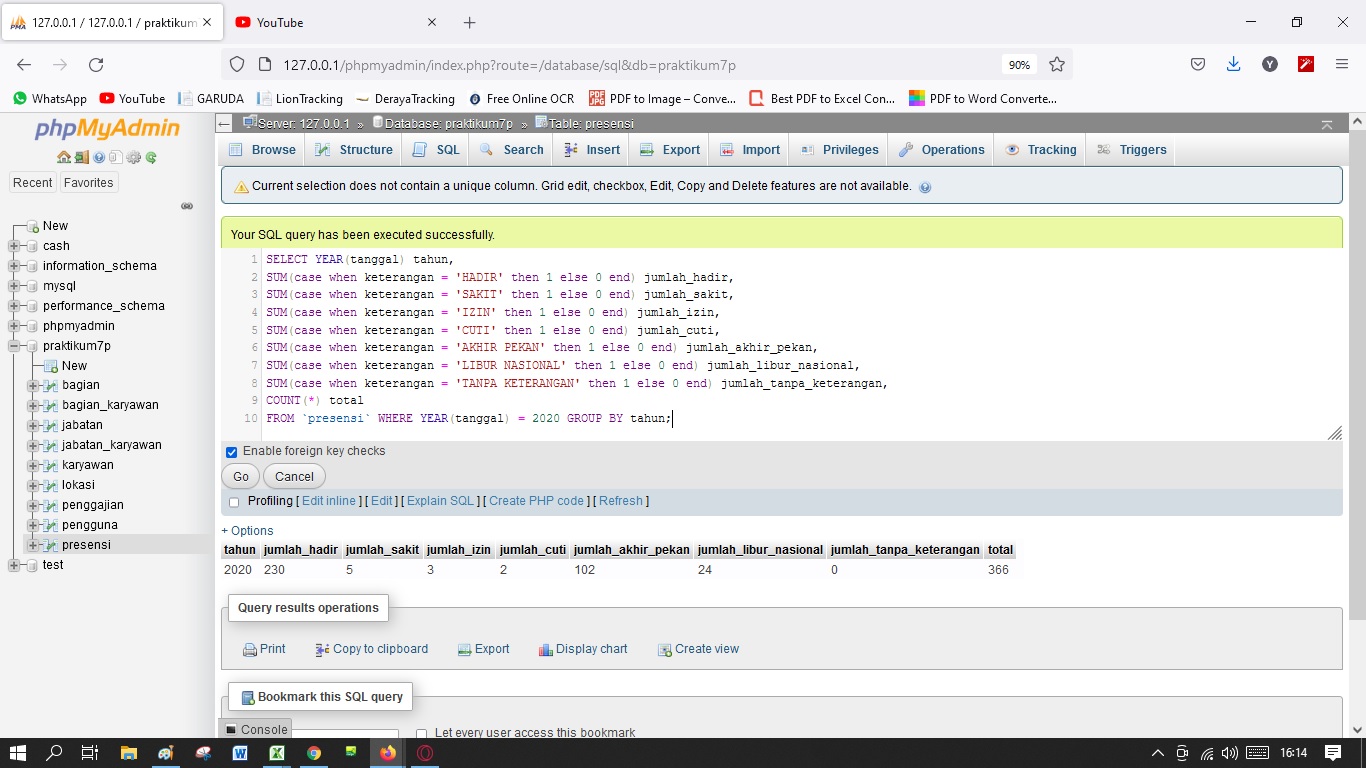 127.0.0.1 / 127.0.0.1 / praktikum
YouTube
127.0.0.1/phpmyadmin/index.php?route=/database/sql&db=praktikum7p
90%
Y
WhatsApp YouTube GARUDA LionTracking DerayaTracking Free Online OCR PDF to Image – Conve... Best PDF to Excel Con... PDF to Word Converte...
phpMyAdmin
Recent Favorites
New
cash
information_schema
mysql
performance_schema
phpmyadmin
praktikum7p
New
bagian
bagian_karyawan
jabatan
jabatan_karyawan
karyawan
lokasi
penggajian
pengguna
presensi
test
Server: 127.0.0.1 » Database: praktikum7p » Table: presensi
Browse Structure SQL Search Insert Export Import Privileges Operations Tracking Triggers
Current selection does not contain a unique column. Grid edit, checkbox, Edit, Copy and Delete features are not available.
Your SQL query has been executed successfully.
1 SELECT YEAR(tanggal) tahun,
2 SUM(case when keterangan = 'HADIR' then 1 else 0 end) jumlah_hadir,
3 SUM(case when keterangan = 'SAKIT' then 1 else 0 end) jumlah_sakit,
4 SUM(case when keterangan = 'IZIN' then 1 else 0 end) jumlah_izin,
5 SUM(case when keterangan = 'CUTI' then 1 else 0 end) jumlah_cuti,
6 SUM(case when keterangan = 'AKHIR PEKAN' then 1 else 0 end) jumlah_akhir_pekan,
7 SUM(case when keterangan = 'LIBUR NASIONAL' then 1 else 0 end) jumlah_libur_nasional,
8 SUM(case when keterangan = 'TANPA KETERANGAN' then 1 else 0 end) jumlah_tanpa_keterangan,
9 COUNT(*) total
10 FROM `presensi` WHERE YEAR(tanggal) = 2020 GROUP BY tahun;
Enable foreign key checks
Go Cancel
Profiling [ Edit inline ] [ Edit ] [ Explain SQL ] [ Create PHP code ] [ Refresh ]
+ Options
tahun jumlah_hadir jumlah_sakit jumlah_izin jumlah_cuti jumlah_akhir_pekan jumlah_libur_nasional jumlah_tanpa_keterangan total
2020 230 5 3 2 102 24 0 366
Query results operations
Print Copy to clipboard Export Display chart Create view
Bookmark this SQL query
Console
Let every user access this bookmark
16:14